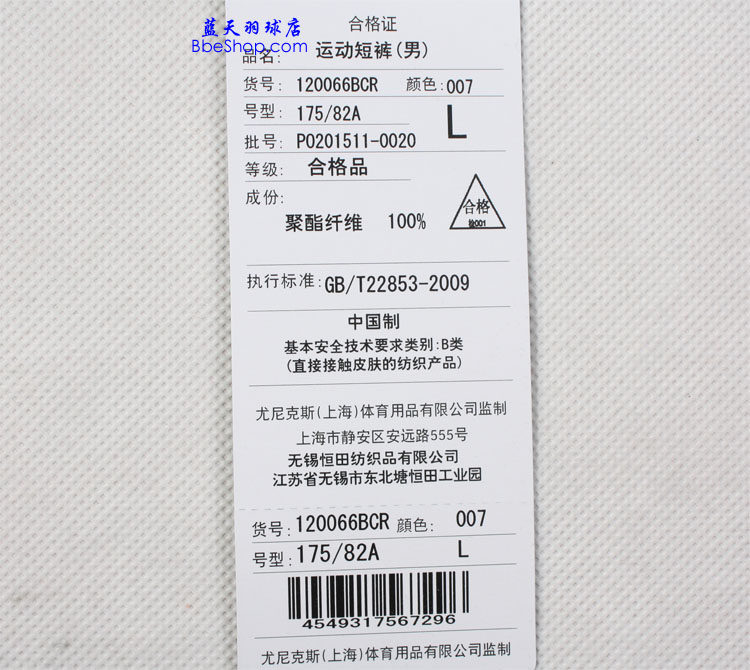 蓝天羽球店
BbeShop.com
合格证
品名: 运动短裤(男)
货号: 120066BCR 颜色: 007
号型: 175/82A L
批号: PO201511-0020
等级: 合格品
成份:
聚酯纤维 100%
合格
检001
执行标准: GB/T22853-2009
中国制
基本安全技术要求类别:B类
(直接接触皮肤的纺织产品)
尤尼克斯(上海)体育用品有限公司监制
上海市静安区安远路555号
无锡恒田纺织品有限公司
江苏省无锡市东北塘恒田工业园
货号: 120066BCR 顔色: 007
号型: 175/82A L
4549317567296
尤尼克斯(上海)体育用品有限公司监制